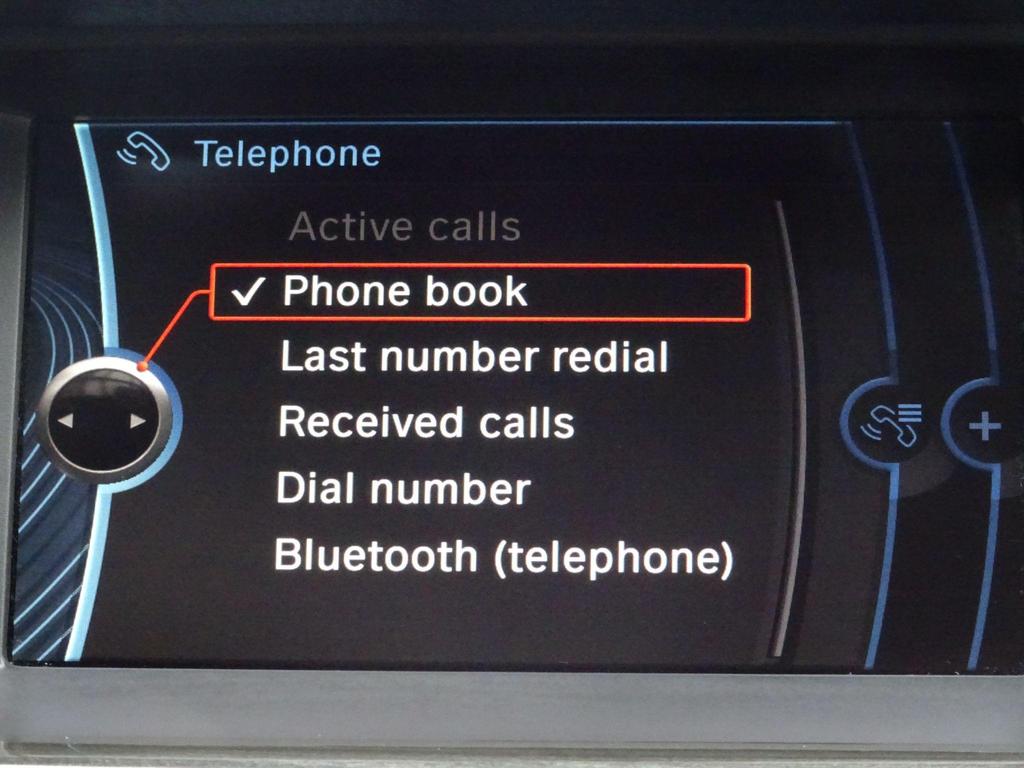 Telephone
Active calls
✓ Phone book
Last number redial
Received calls
Dial number
Bluetooth (telephone)